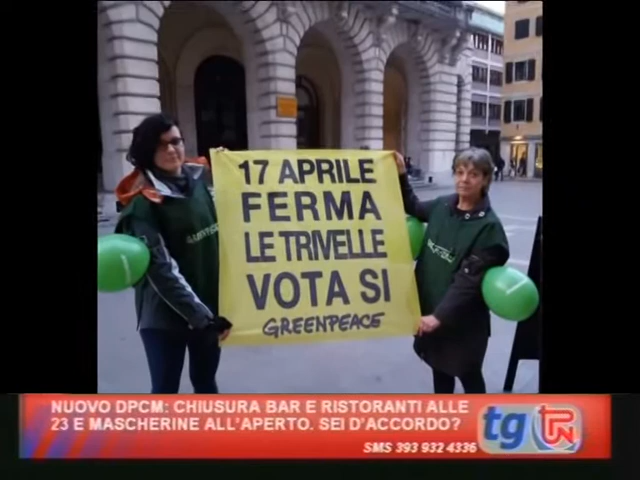 17 APRILE
FERMA
LE TRIVELLE
VOTA SI
GREENPEACE
NUOVO DPCM: CHIUSURA BAR E RISTORANTI ALLE
23 E MASCHERINE ALL'APERTO. SEI D'ACCORDO?
SMS 393 932 4336
tg TRN